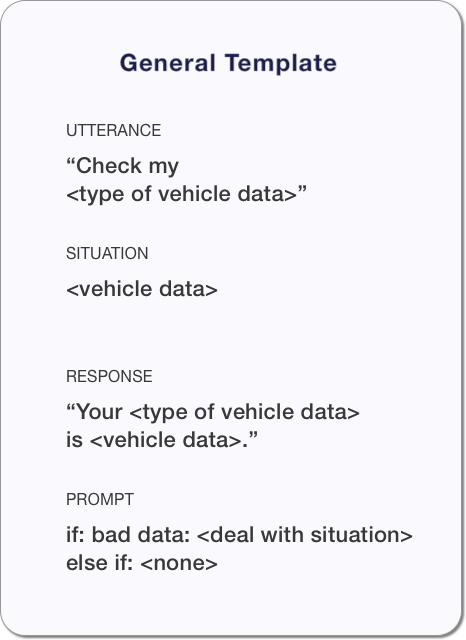 General Template
UTTERANCE
“Check my
<type of vehicle data>”
SITUATION
<vehicle data>
RESPONSE
“Your <type of vehicle data>
is <vehicle data>.”
PROMPT
if: bad data: <deal with situation>
else if: <none>